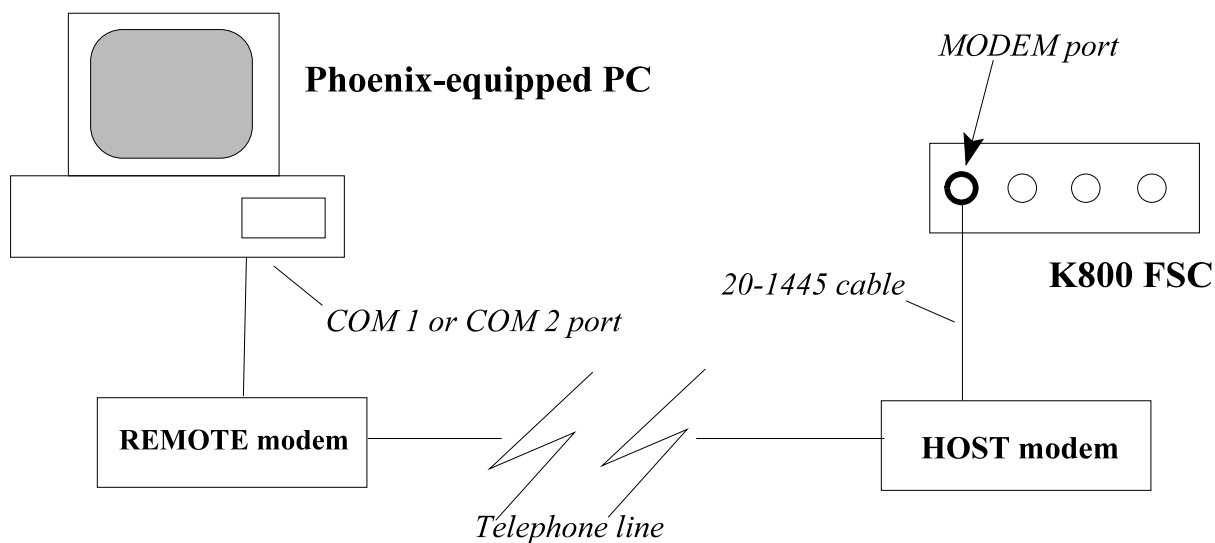 MODEM port
Phoenix-equipped PC
K800 FSC
20-1445 cable
COM 1 or COM 2 port
REMOTE modem
HOST modem
Telephone line